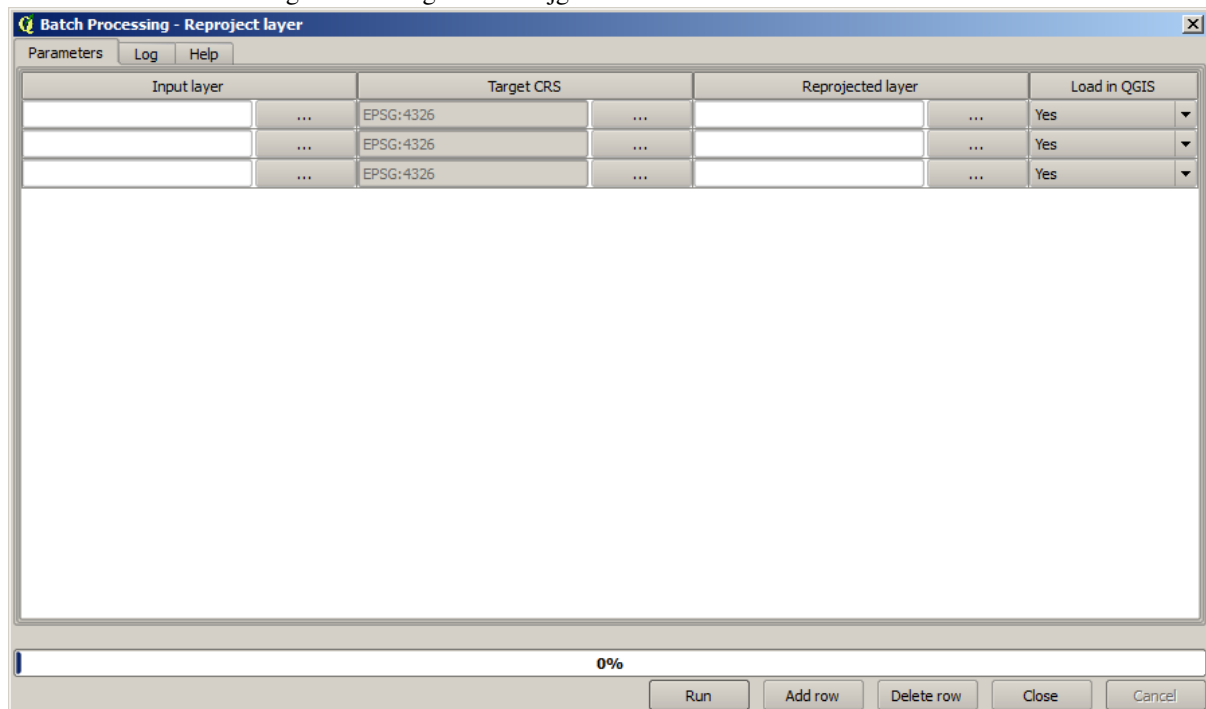 Batch Processing - Reproject layer
Parameters Log Help
Input layer Target CRS Reprojected layer Load in QGIS
... EPSG:4326 ... ... Yes
... EPSG:4326 ... ... Yes
... EPSG:4326 ... ... Yes
0%
Run Add row Delete row Close Cancel